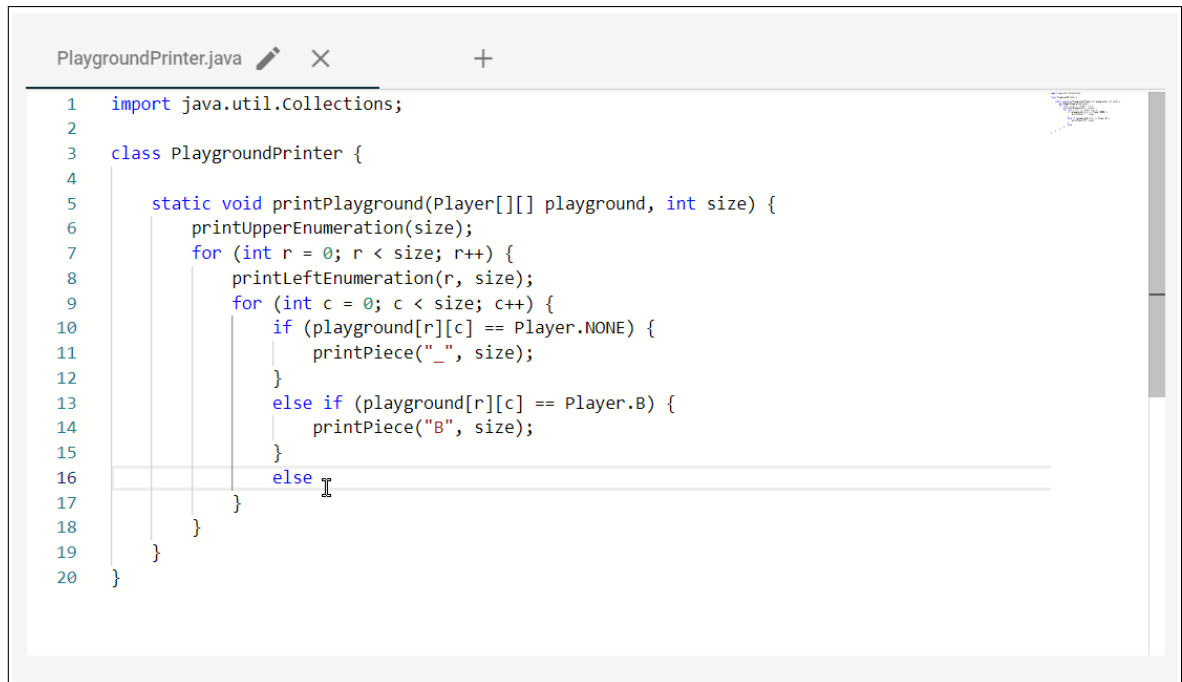 PlaygroundPrinter.java
1 import java.util.Collections;
2
3 class PlaygroundPrinter {
4
5 static void printPlayground(Player[][] playground, int size) {
6 printUpperEnumeration(size);
7 for (int r = 0; r < size; r++) {
8 printLeftEnumeration(r, size);
9 for (int c = 0; c < size; c++) {
10 if (playground[r][c] == Player.NONE) {
11 printPiece("_", size);
12 }
13 else if (playground[r][c] == Player.B) {
14 printPiece("B", size);
15 }
16 else
17 }
18 }
19 }
20 }